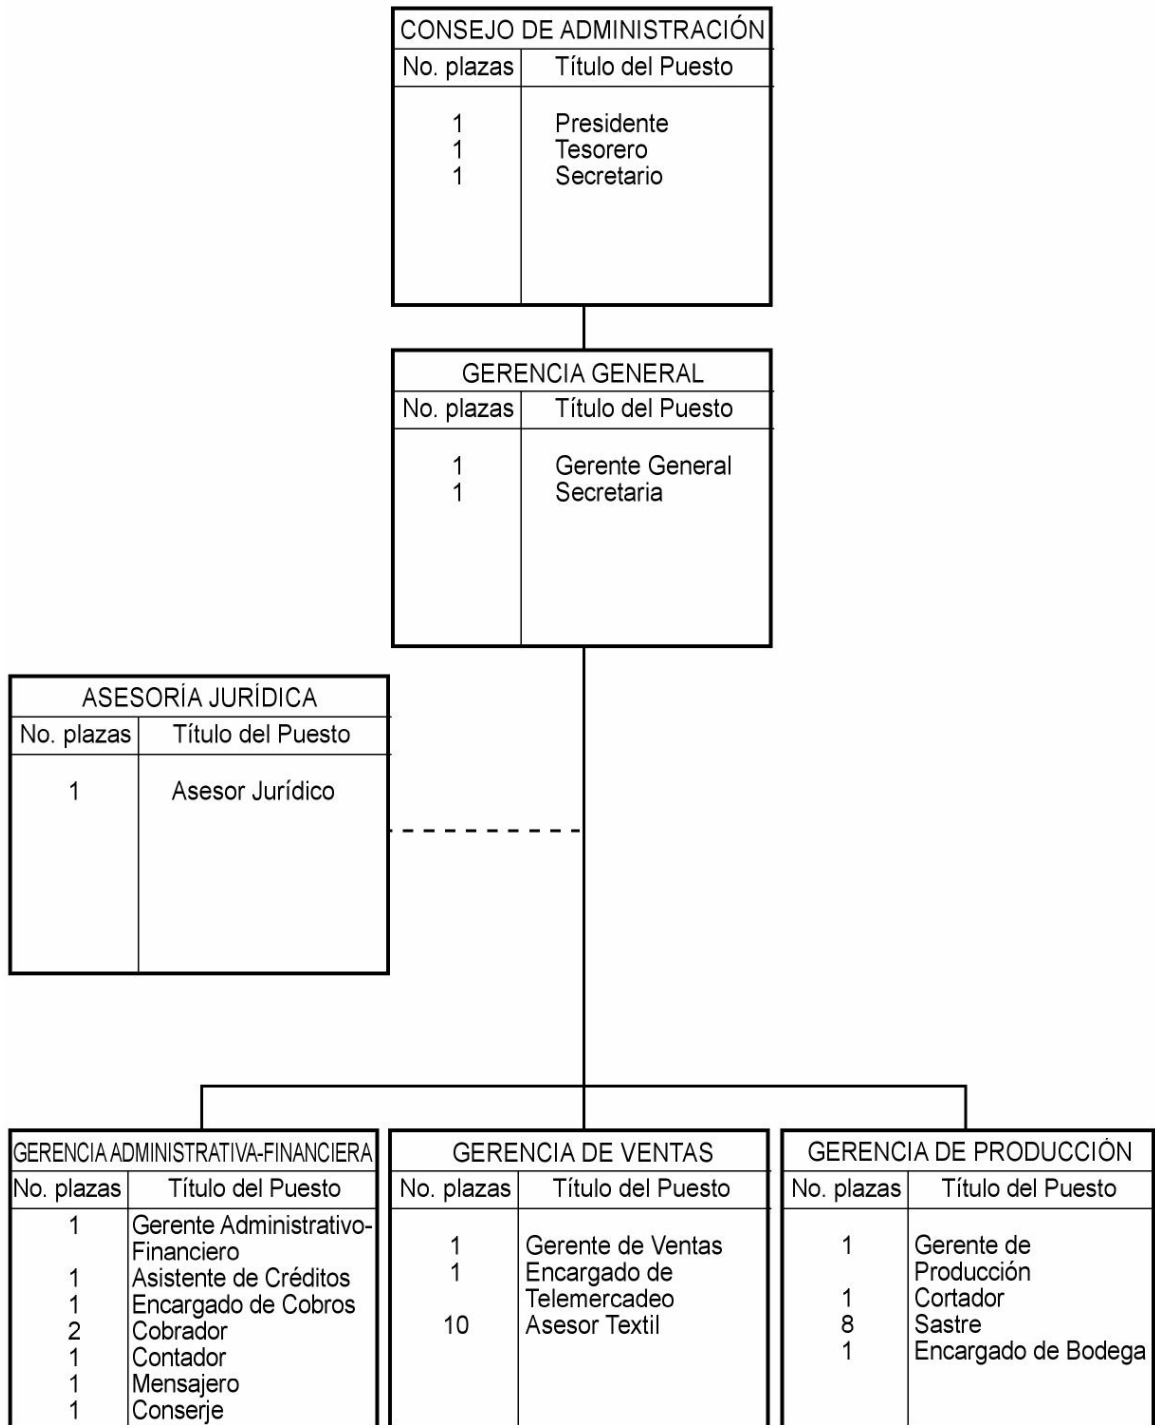 CONSEJO DE ADMINISTRACIÓN
No. plazas Título del Puesto
1 Presidente
1 Tesorero
1 Secretario
GERENCIA GENERAL
No. plazas Título del Puesto
1 Gerente General
1 Secretaria
ASESORÍA JURÍDICA
No. plazas Título del Puesto
1 Asesor Jurídico
GERENCIA ADMINISTRATIVA-FINANCIERA
No. plazas Título del Puesto
1 Gerente Administrativo-
Financiero
1 Asistente de Créditos
1 Encargado de Cobros
2 Cobrador
1 Contador
1 Mensajero
1 Conserje
GERENCIA DE VENTAS
No. plazas Título del Puesto
1 Gerente de Ventas
1 Encargado de
Telemercadeo
10 Asesor Textil
GERENCIA DE PRODUCCIÓN
No. plazas Título del Puesto
1 Gerente de
Producción
1 Cortador
8 Sastre
1 Encargado de Bodega